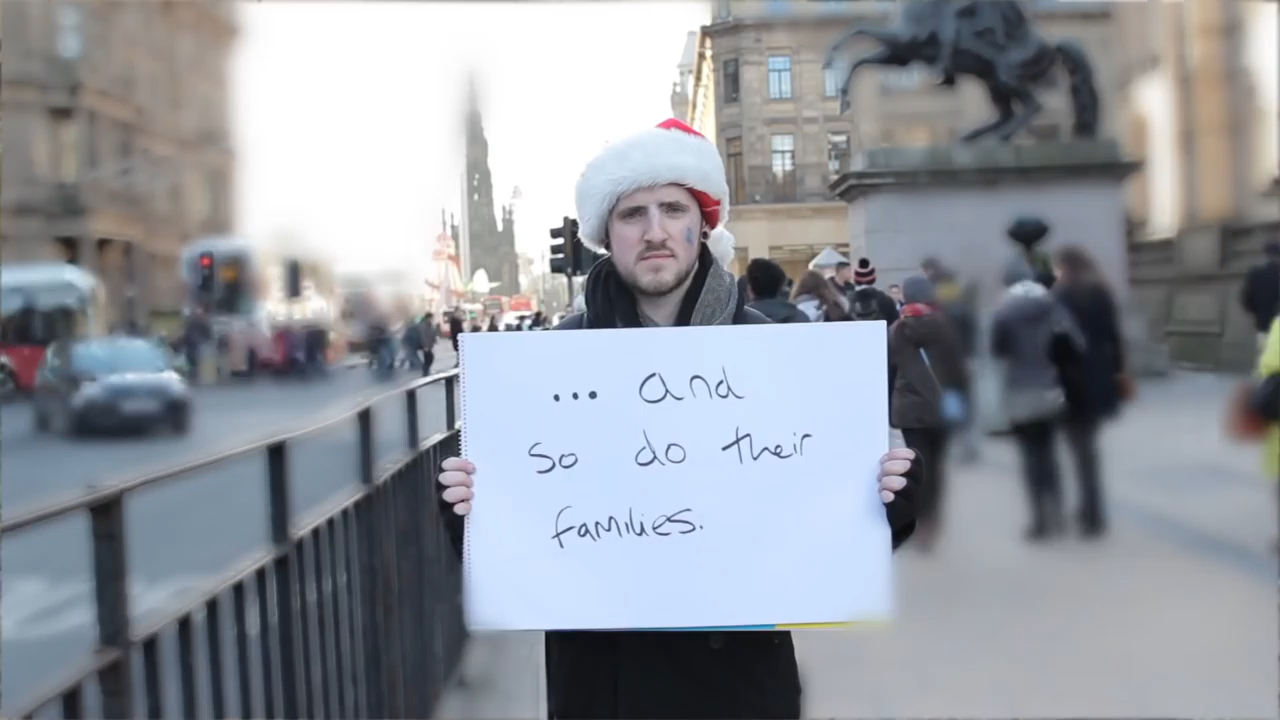 ... and
So do their
families.